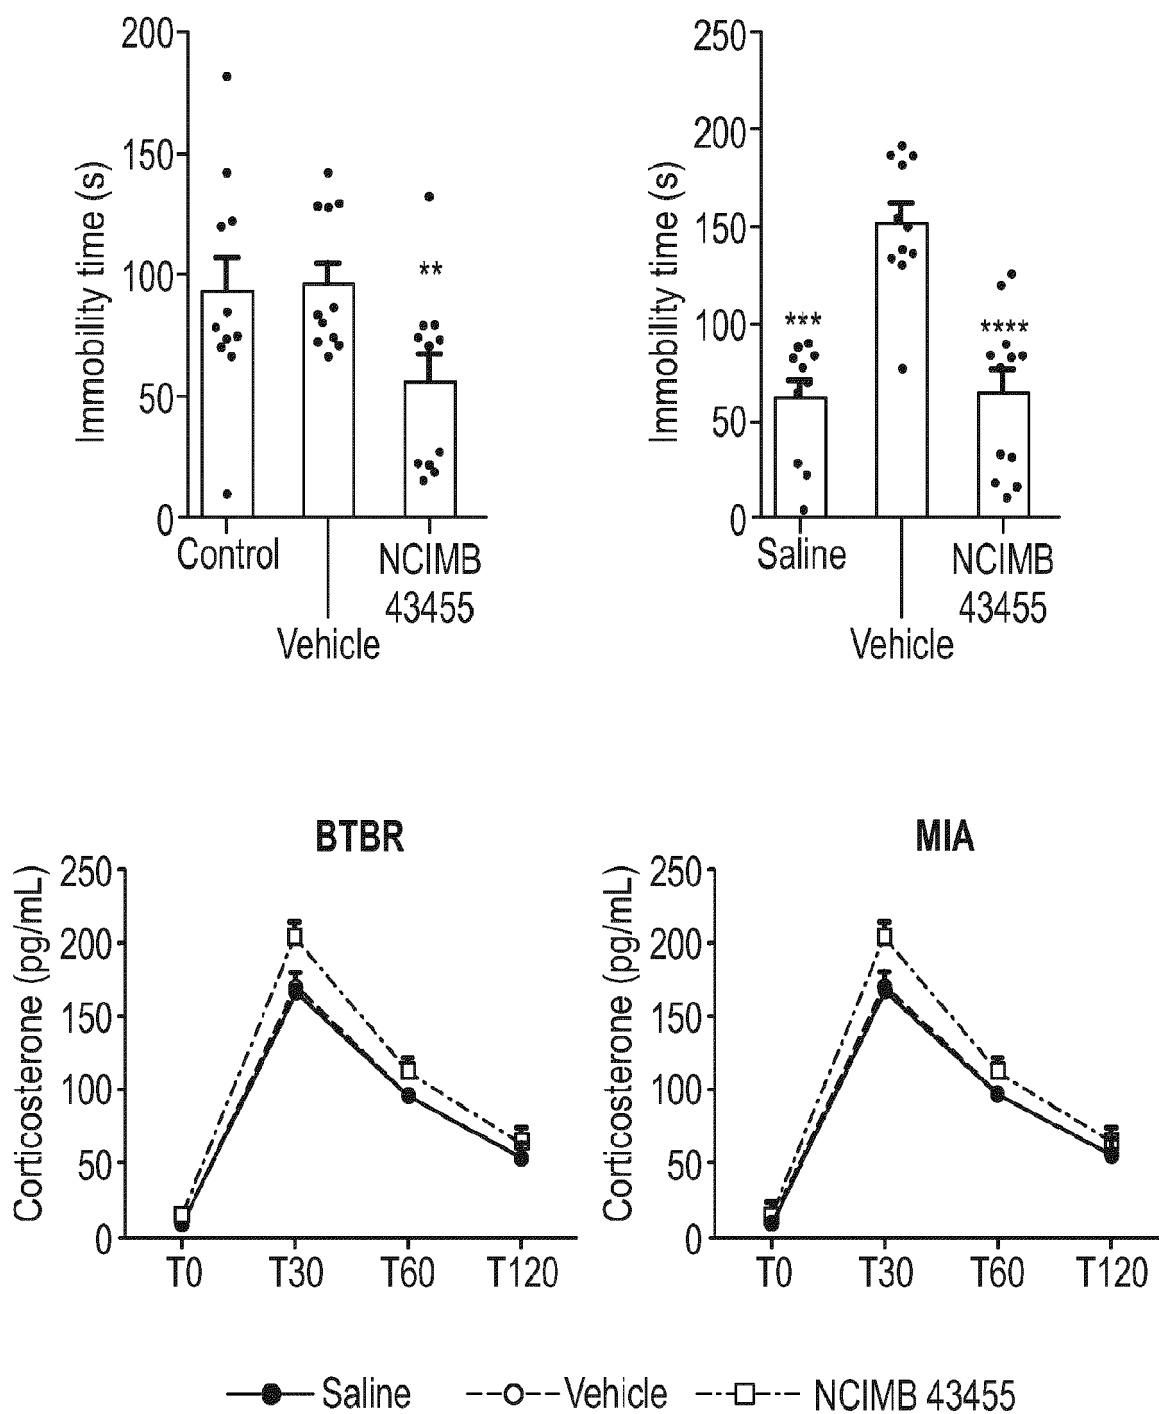 Immobility time (s)
200
150
100
50
0
**
Control
Vehicle
NCIMB
43455
Immobility time (s)
250
200
150
100
50
0
***
****
Saline
Vehicle
NCIMB
43455
BTBR
Corticosterone (pg/mL)
250
200
150
100
50
0
T0 T30 T60 T120
MIA
Corticosterone (pg/mL)
250
200
150
100
50
0
T0 T30 T60 T120
Saline Vehicle NCIMB 43455